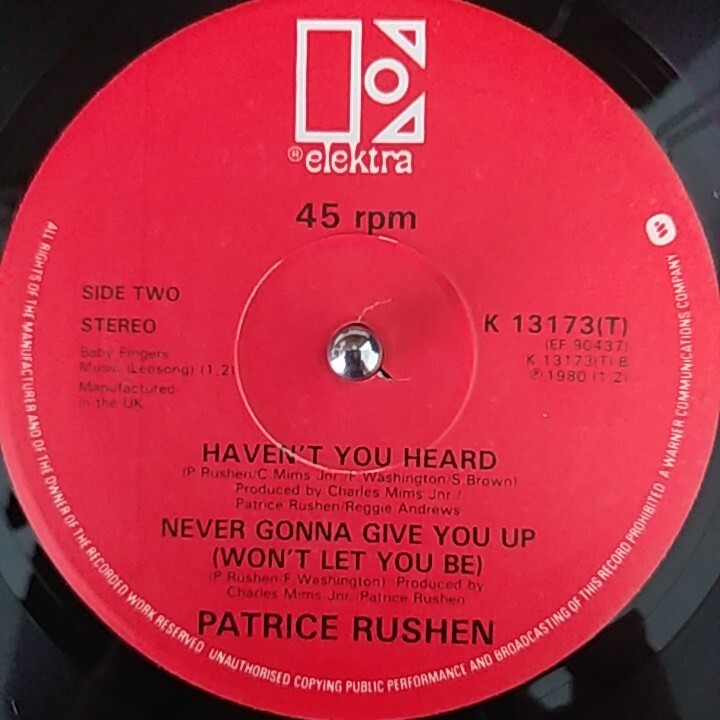 elektra
45 rpm
SIDE TWO
STEREO
Baby Fingers
Music (Leosong) (1,2)
Manufactured
in the UK
K 13173(T)
(EF 90437)
K 13173(T) B
℗ 1980 (1, 2)
HAVEN'T YOU HEARD
(P. Rushen/C. Mims Jnr./F. Washington/S. Brown)
Produced by Charles Mims Jnr./
Patrice Rushen/Reggie Andrews
NEVER GONNA GIVE YOU UP
(WON'T LET YOU BE)
(P. Rushen/F. Washington) Produced by
Charles Mims Jnr./Patrice Rushen
PATRICE RUSHEN
ALL RIGHTS OF THE MANUFACTURER AND OF THE OWNER OF THE RECORDED WORK RESERVED UNAUTHORISED COPYING PUBLIC PERFORMANCE AND BROADCASTING OF THIS RECORD PROHIBITED A WARNER COMMUNICATIONS COMPANY